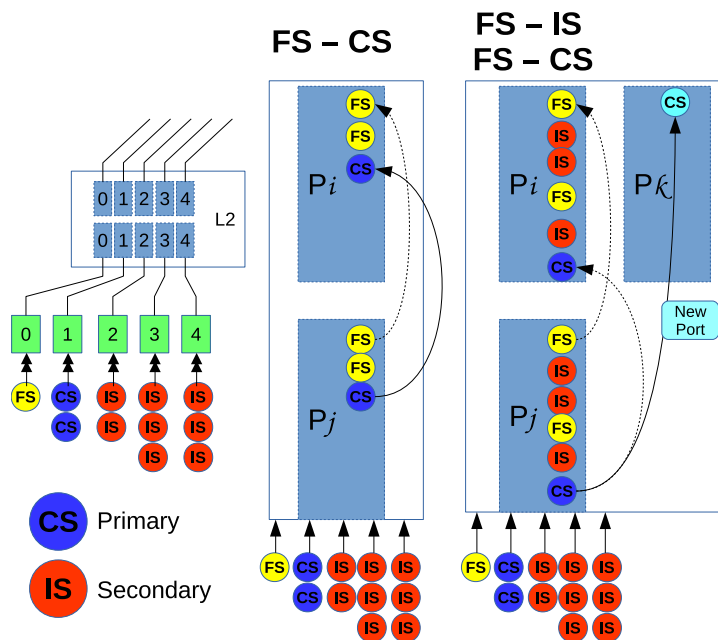 FS – CS
FS – IS
FS – CS
0 1 2 3 4
L2
0 1 2 3 4
0 1 2 3 4
FS CS IS IS IS
CS IS IS IS
IS IS
CS Primary
IS Secondary
FS
FS
CS
Pi
FS
FS
CS
Pj
FS CS IS IS IS
CS IS IS IS
IS IS
FS
IS
IS
FS
IS
CS
Pi
CS
Pk
New
Port
FS
IS
IS
FS
IS
CS
Pj
FS CS IS IS IS
CS IS IS IS
IS IS